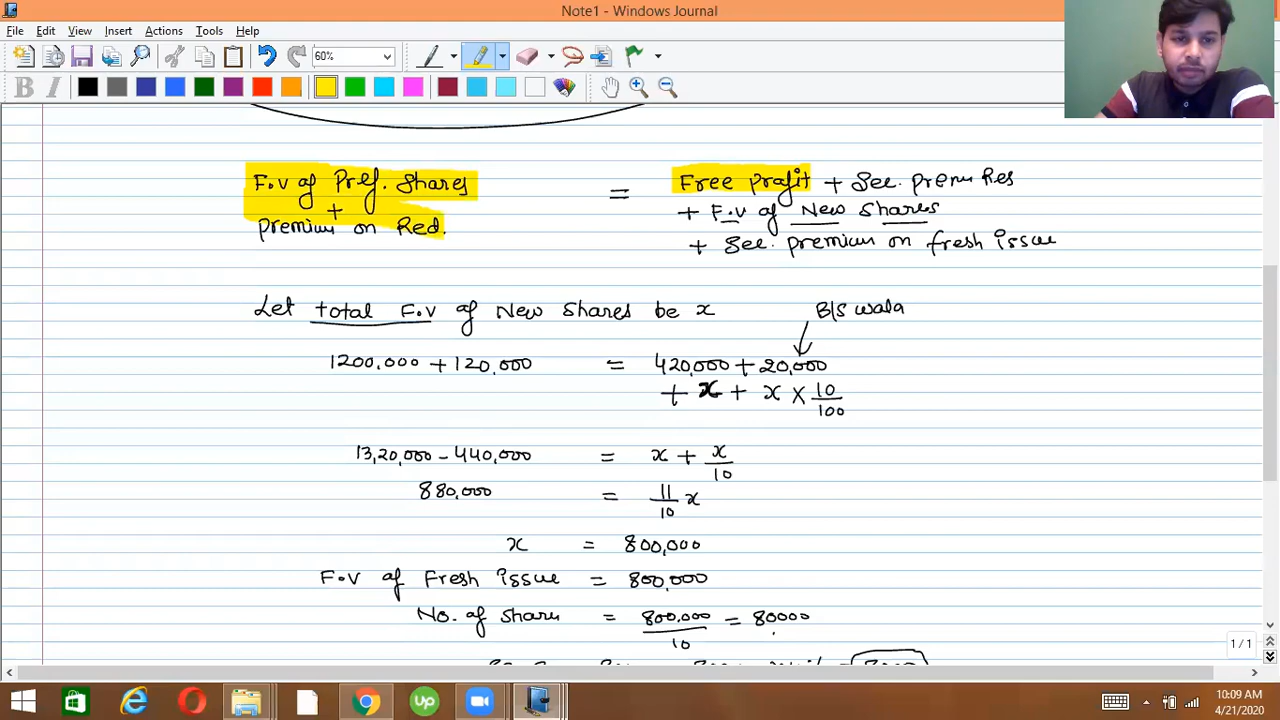 Note1 - Windows Journal
File Edit View Insert Actions Tools Help
60%
B I
F.v of Pref. Shares = Free profit + Sec. premu Res
+ + F.v of New Shares
premium on Red. + Sec. premium on fresh issue
Let total F.v of New Shares be x B/S wala
1200,000 + 120,000 = 420,000 + 20,000
+ x + x × 10/100
13,20,000 - 440,000 = x + x/10
880,000 = 11/10 x
x = 800,000
F.v of Fresh issue = 800,000
No. of share = 800,000/10 = 80000
1/1
up
10:09 AM
4/21/2020